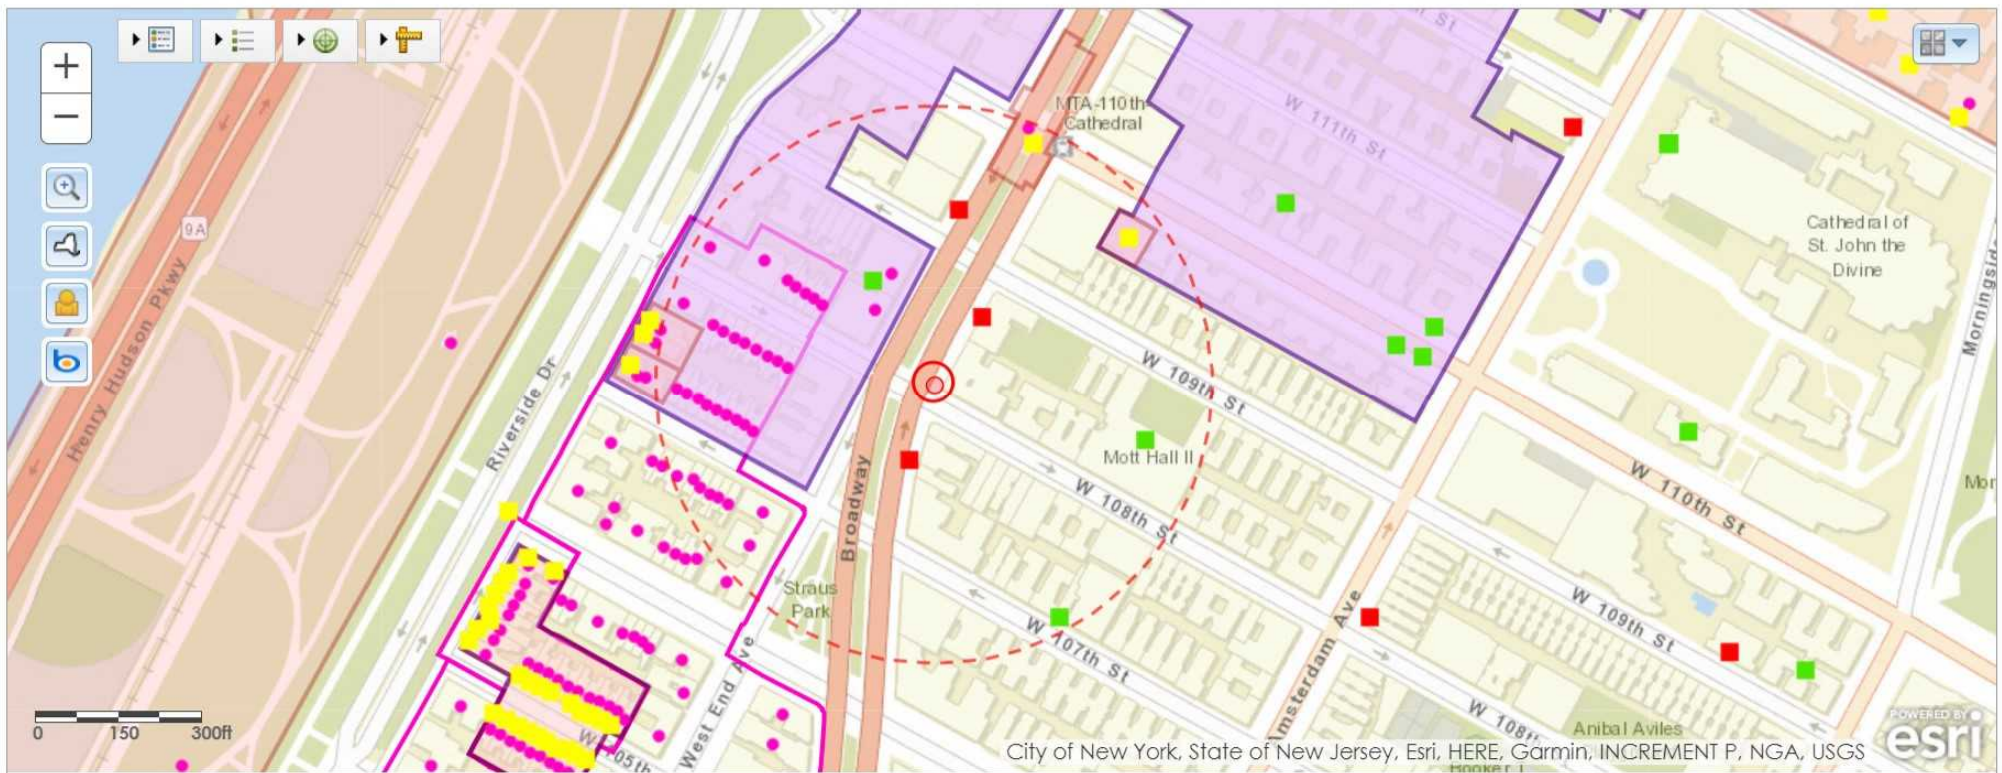 +
−
9A
Henry Hudson Pkwy
Riverside Dr
Broadway
MTA-110th
Cathedral
W 111th St
St
Cathedral of
St. John the
Divine
W 109th St
Mott Hall II
W 108th St
W 110th St
Straus
Park
W 107th St
W 109th St
Amsterdam Ave
West End Ave
W 105th
W 108th
Anibal Aviles
0 150 300ft
City of New York, State of New Jersey, Esri, HERE, Garmin, INCREMENT P, NGA, USGS
POWERED BY
esri